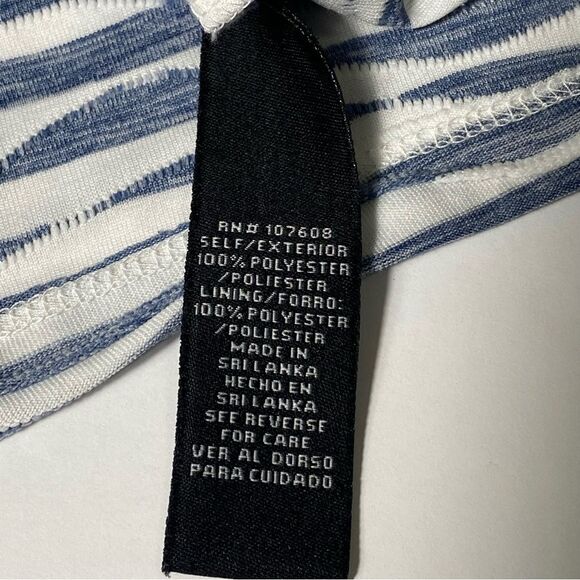 RN# 107608
SELF/EXTERIOR
100% POLYESTER
/POLIESTER
LINING/FORRO:
100% POLYESTER
/POLIESTER
MADE IN
SRI LANKA
HECHO EN
SRI LANKA
SEE REVERSE
FOR CARE
VER AL DORSO
PARA CUIDADO